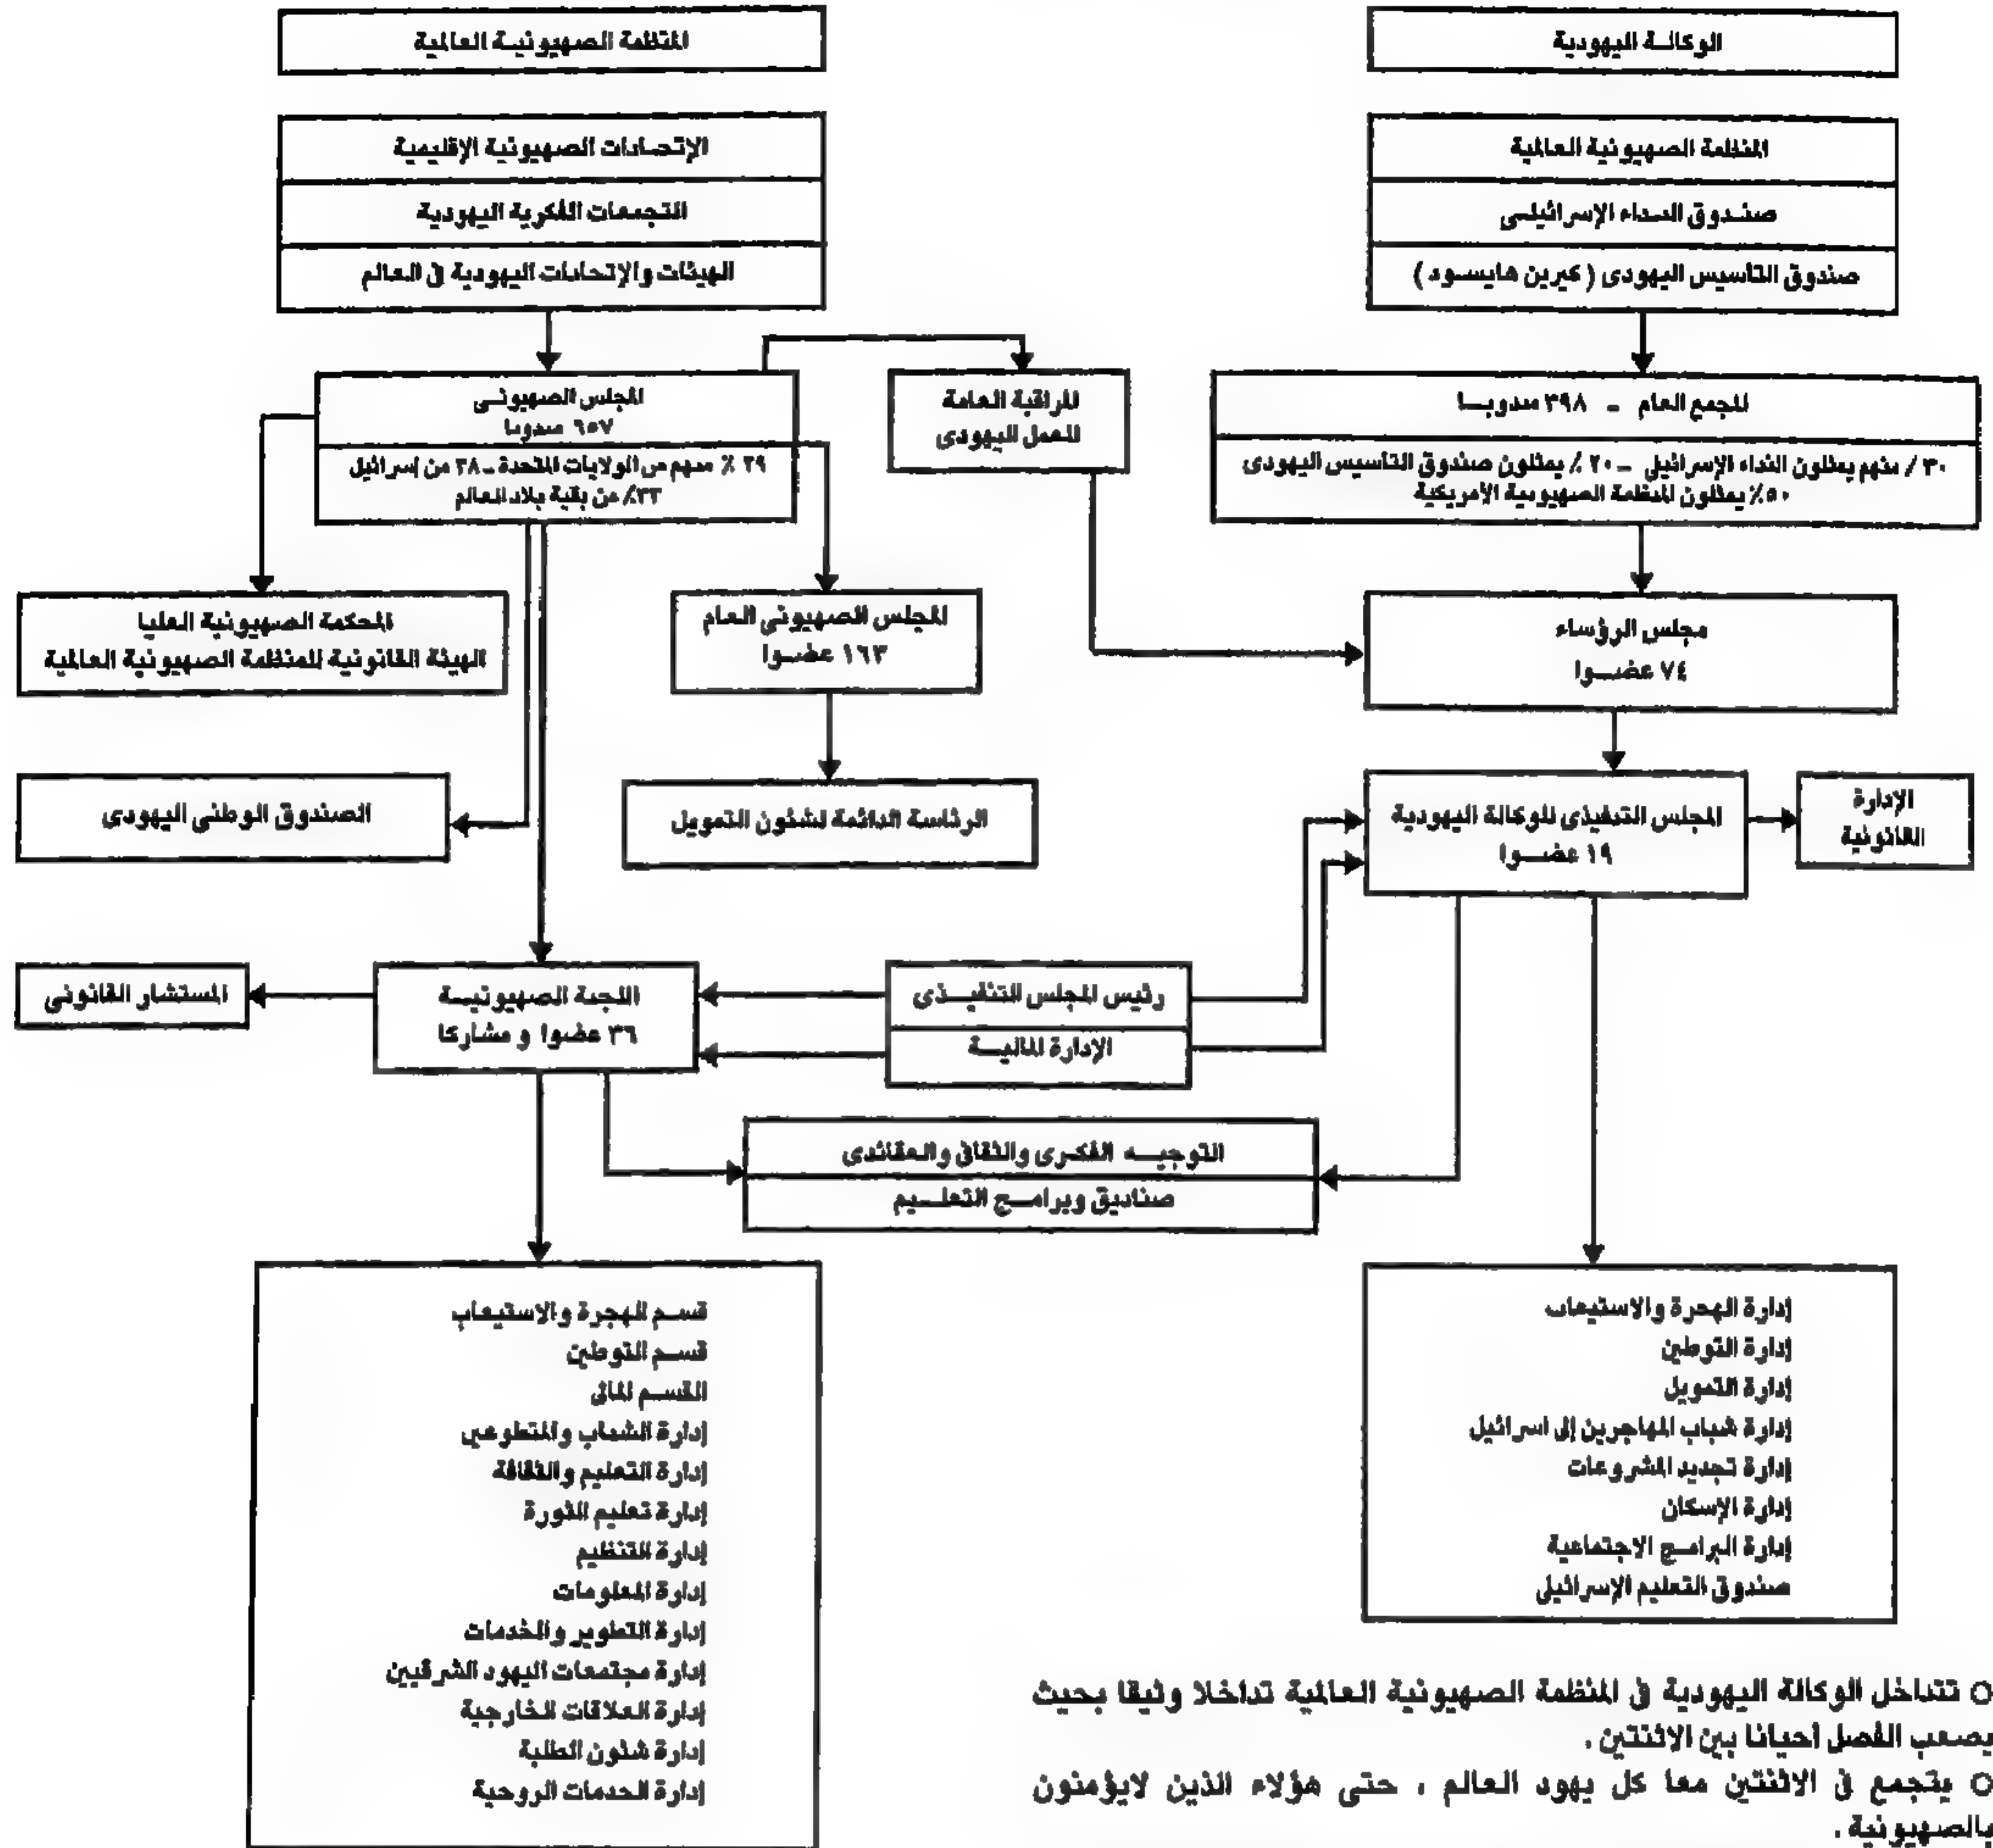 الوكالة اليهودية
المنظمة الصهيونية العالمية
المنظمة الصهيونية العالمية
صندوق النداء الإسرائيلى
صندوق التأسيس اليهودى ( كيرين هايسود )
الإتحادات الصهيونية الإقليمية
التجمعات الفكرية اليهودية
الهيئات والإتحادات اليهودية في العالم
المجمع العام - ٣٩٨ مندوبا
٣٠ ٪ منهم يمثلون النداء الإسرائيلي - ٢٠ ٪ يمثلون صندوق التاسيس اليهودى
٥٠٪ يمثلون المنظمة الصهيونية الأمريكية
المراقبة العامة
للعمل اليهودى
المجلس الصهيونى
٦٥٧ مندوبا
٢٩ ٪ منهم من الولايات المتحدة - ٣٨ من إسرائيل
٣٣٪ من بقية بلاد العالم
مجلس الرؤساء
٧٤ عضوا
المجلس الصهيونى العام
١٦٣ عضوا
المحكمة الصهيونية العليا
الهيئة القانونية للمنظمة الصهيونية العالمية
الإدارة
القانونية
المجلس التنفيذى للوكالة اليهودية
١٩ عضوا
الرئاسة الدائمة لشئون التمويل
الصندوق الوطنى اليهودى
رئيس المجلس التنفيذى
الإدارة المالية
اللجنة الصهيونية
٣٦ عضوا و مشاركا
المستشار القانونى
التوجيه الفكرى والثقافي والعقائدى
صناديق وبرامج التعليم
إدارة الهجرة والاستيعاب
إدارة التوطين
إدارة التمويل
إدارة شباب المهاجرين إلى اسرائيل
إدارة تجديد المشروعات
إدارة الإسكان
إدارة البرامج الاجتماعية
صندوق التعليم الإسرائيلى
قسم الهجرة والاستيعاب
قسم التوطين
القسم المالى
إدارة الشباب والمتطوعين
إدارة التعليم والثقافة
إدارة تعليم التورة
إدارة التنظيم
إدارة المعلومات
إدارة التطوير والخدمات
إدارة مجتمعات اليهود الشرقيين
إدارة العلاقات الخارجية
إدارة شئون الطلبة
إدارة الخدمات الروحية
○ تتداخل الوكالة اليهودية في المنظمة الصهيونية العالمية تداخلا وثيقا بحيث
يصعب الفصل احيانا بين الاثنتين .
○ يتجمع في الاثنتين معا كل يهود العالم ، حتى هؤلاء الذين لايؤمنون
بالصهيونية .